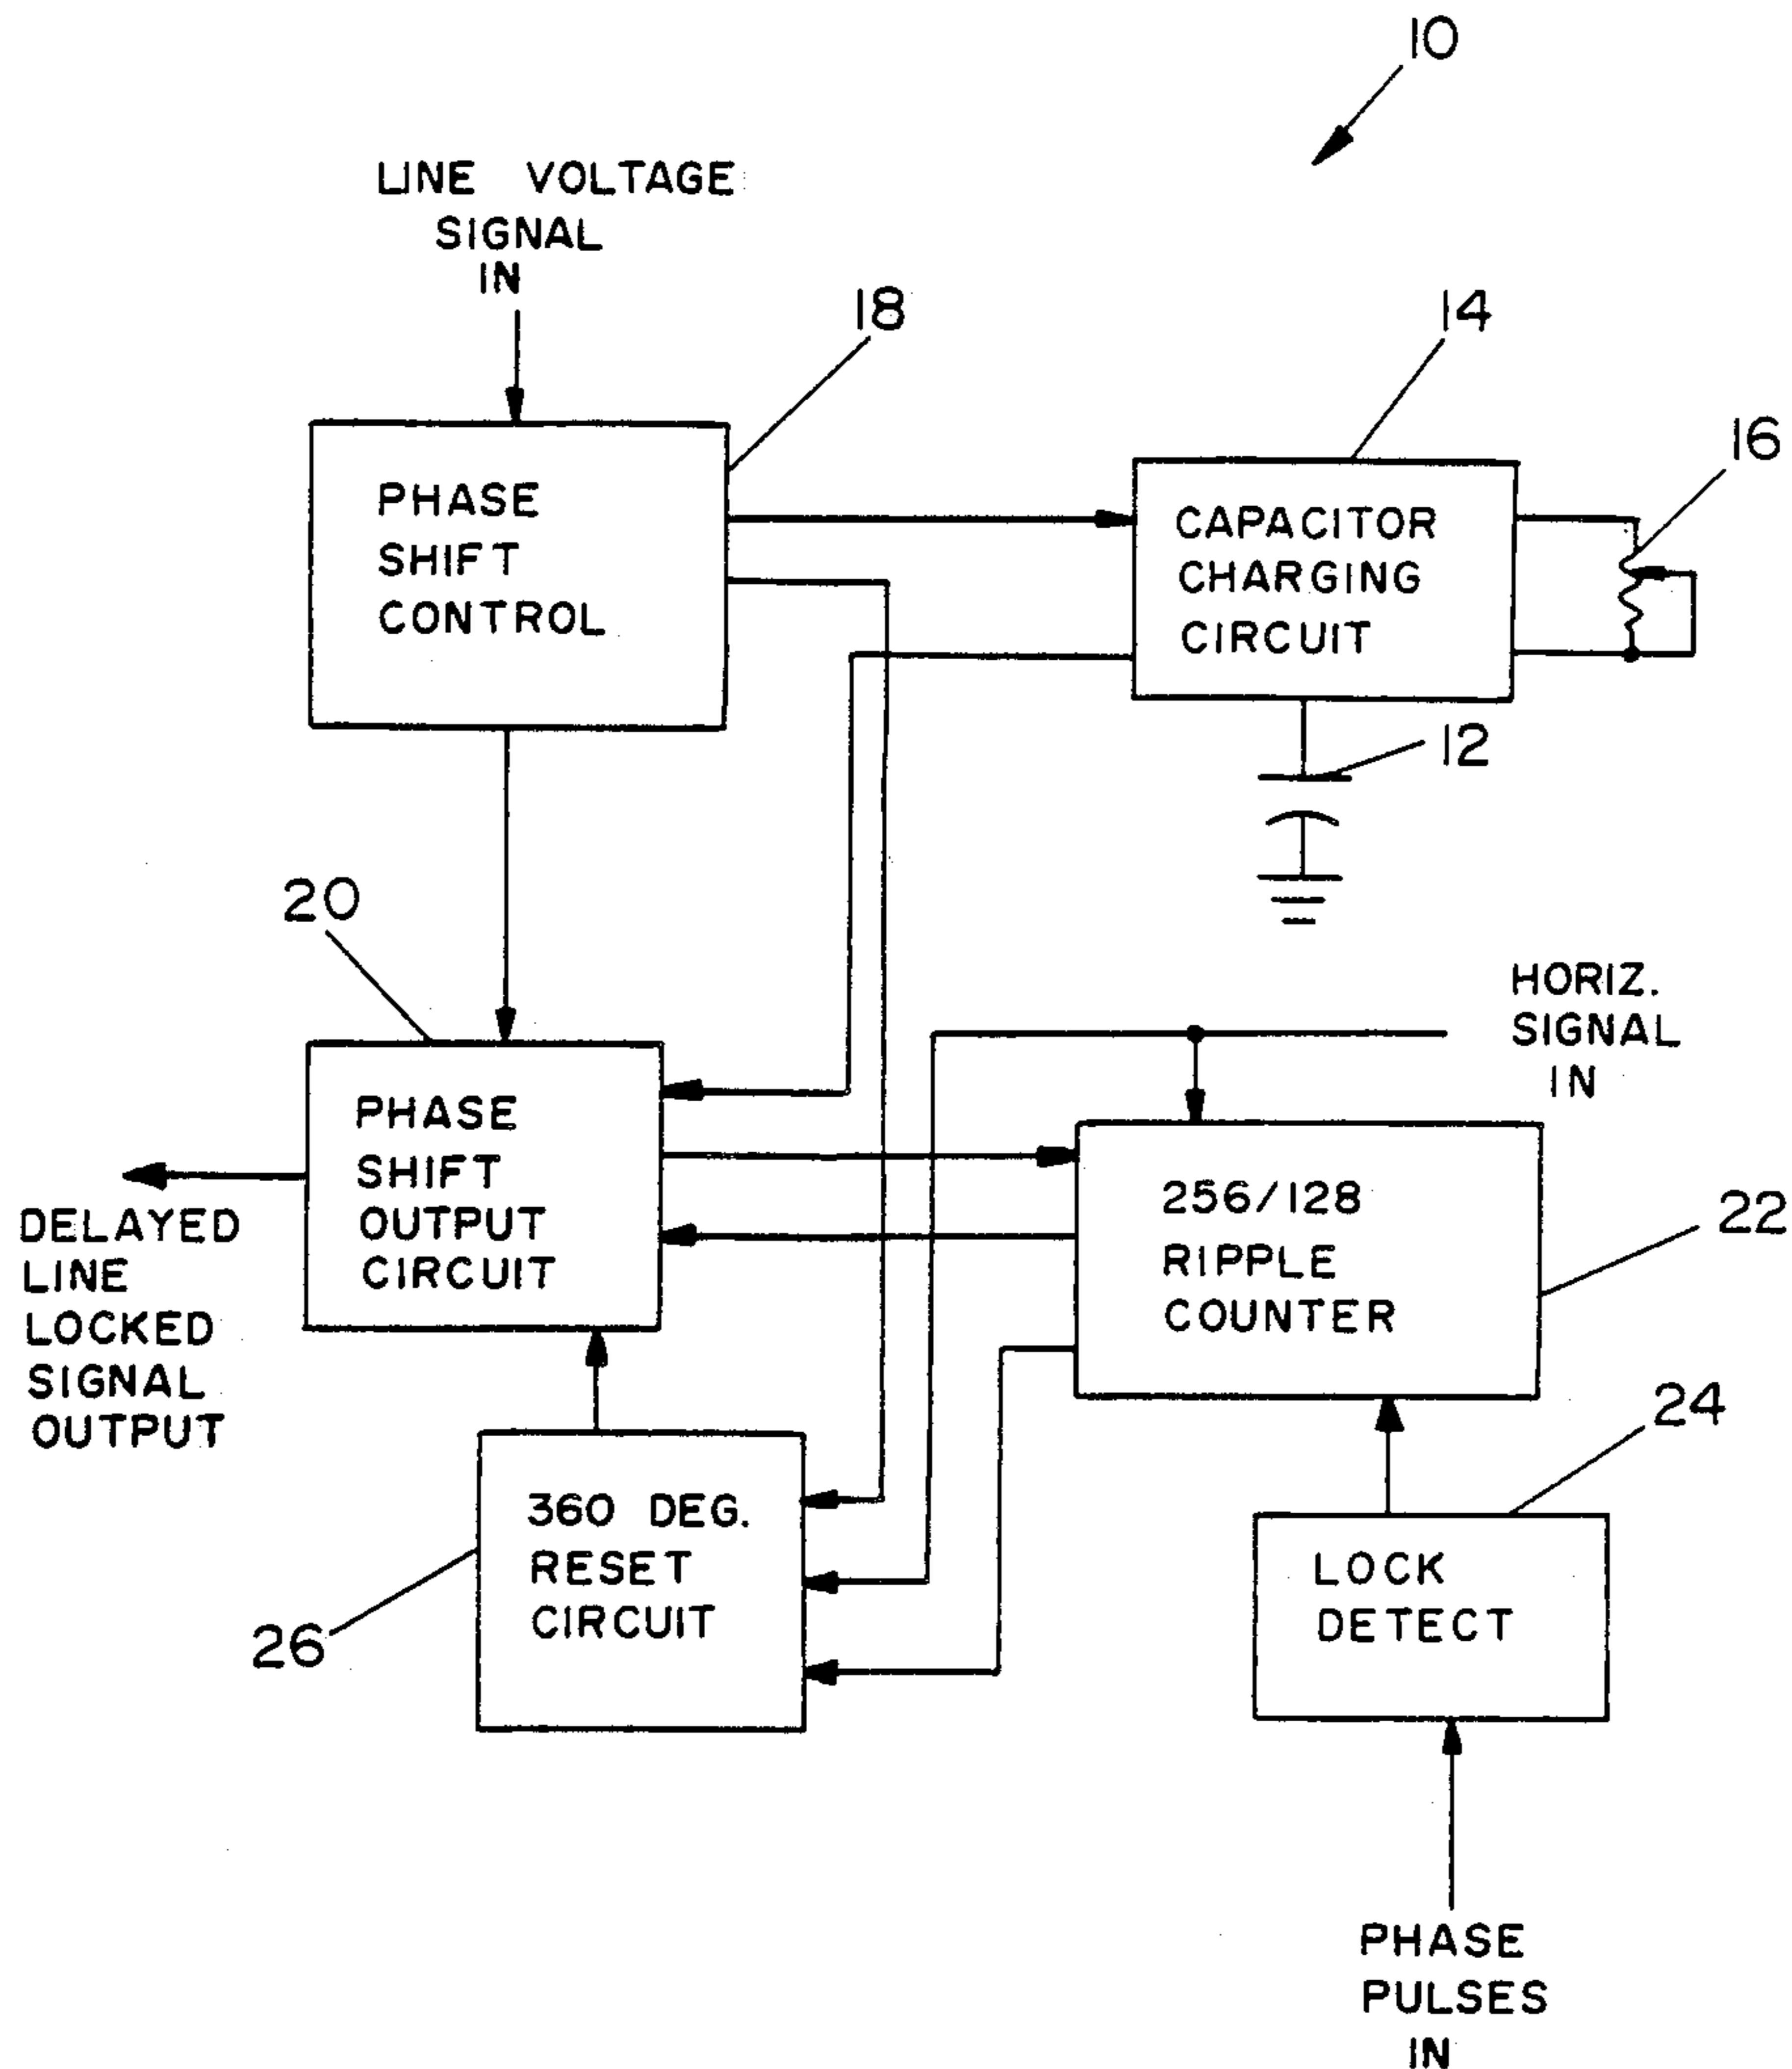 10
LINE VOLTAGE
SIGNAL
IN
18
14
16
PHASE
SHIFT
CONTROL
CAPACITOR
CHARGING
CIRCUIT
12
20
HORIZ.
SIGNAL
IN
PHASE
SHIFT
OUTPUT
CIRCUIT
256/128
RIPPLE
COUNTER
22
DELAYED
LINE
LOCKED
SIGNAL
OUTPUT
24
360 DEG.
RESET
CIRCUIT
26
LOCK
DETECT
PHASE
PULSES
IN